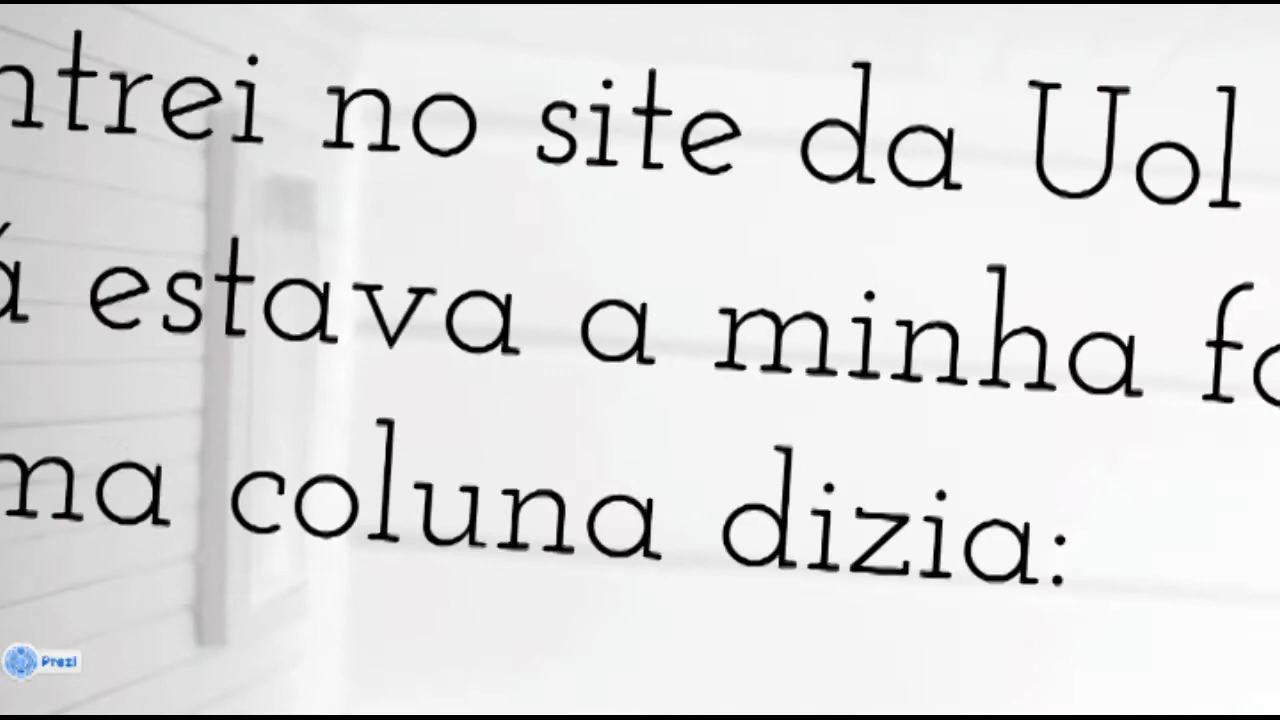 ntrei no site da Uol
á estava a minha fo
ma coluna dizia:
Prezi